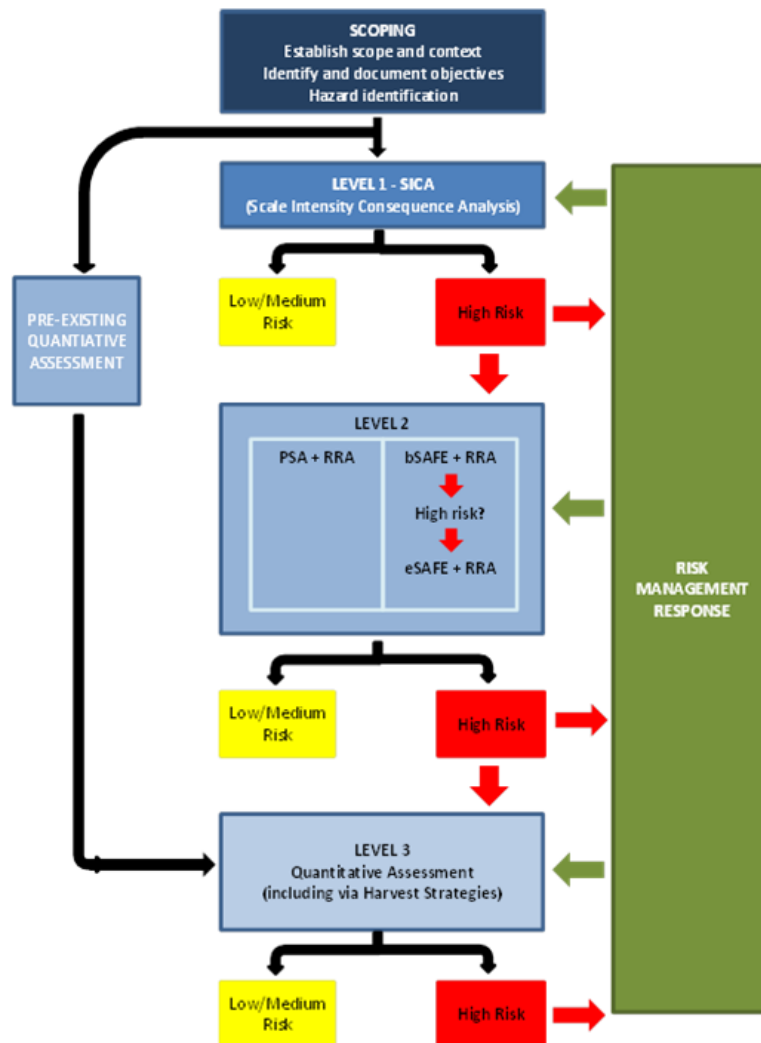 SCOPING
Establish scope and context
Identify and document objectives
Hazard identification
LEVEL 1 - SICA
(Scale Intensity Consequence Analysis)
Low/Medium
Risk
High Risk
PRE-EXISTING
QUANTIATIVE
ASSESSMENT
LEVEL 2
PSA + RRA
bSAFE + RRA
High risk?
eSAFE + RRA
RISK
MANAGEMENT
RESPONSE
Low/Medium
Risk
High Risk
LEVEL 3
Quantitative Assessment
(including via Harvest Strategies)
Low/Medium
Risk
High Risk